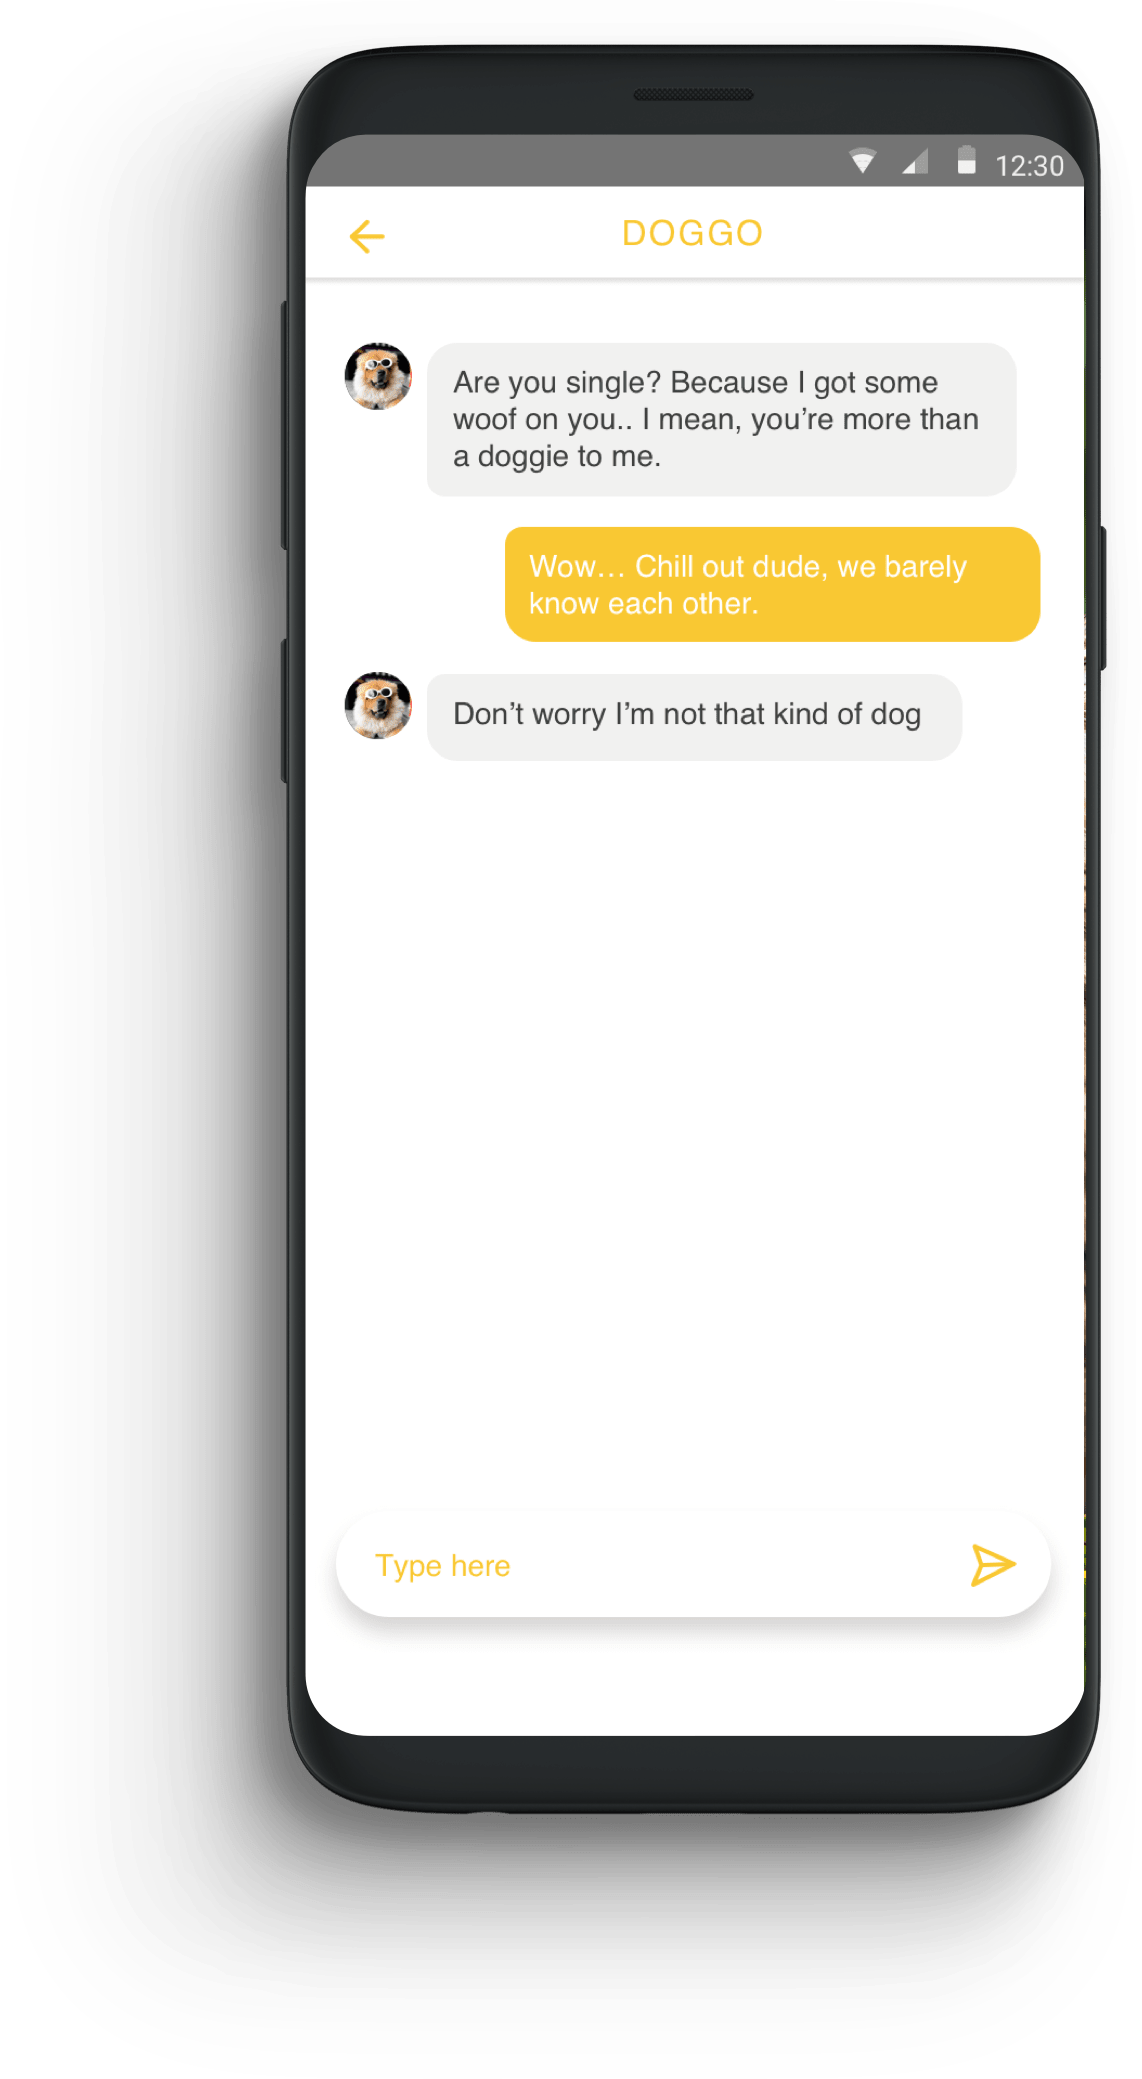 12:30
DOGGO
Are you single? Because I got some
woof on you.. I mean, you’re more than
a doggie to me.
Wow... Chill out dude, we barely
know each other.
Don’t worry I’m not that kind of dog
Type here